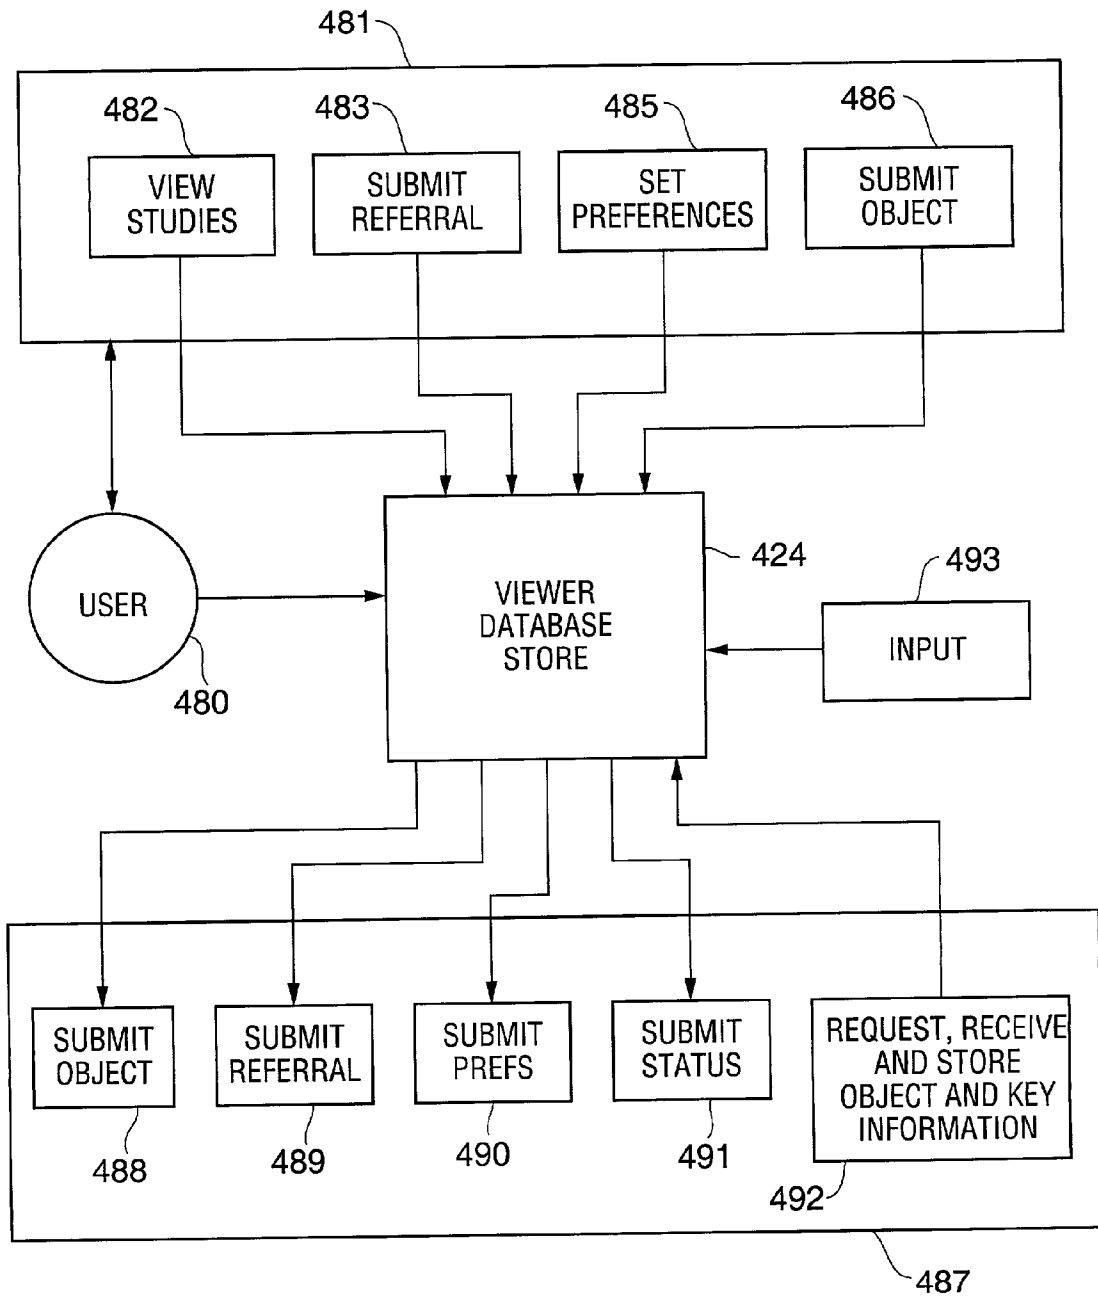 481
482
483
485
486
VIEW
STUDIES
SUBMIT
REFERRAL
SET
PREFERENCES
SUBMIT
OBJECT
USER
480
VIEWER
DATABASE
STORE
424
493
INPUT
SUBMIT
OBJECT
SUBMIT
REFERRAL
SUBMIT
PREFS
SUBMIT
STATUS
REQUEST, RECEIVE
AND STORE
OBJECT AND KEY
INFORMATION
488
489
490
491
492
487